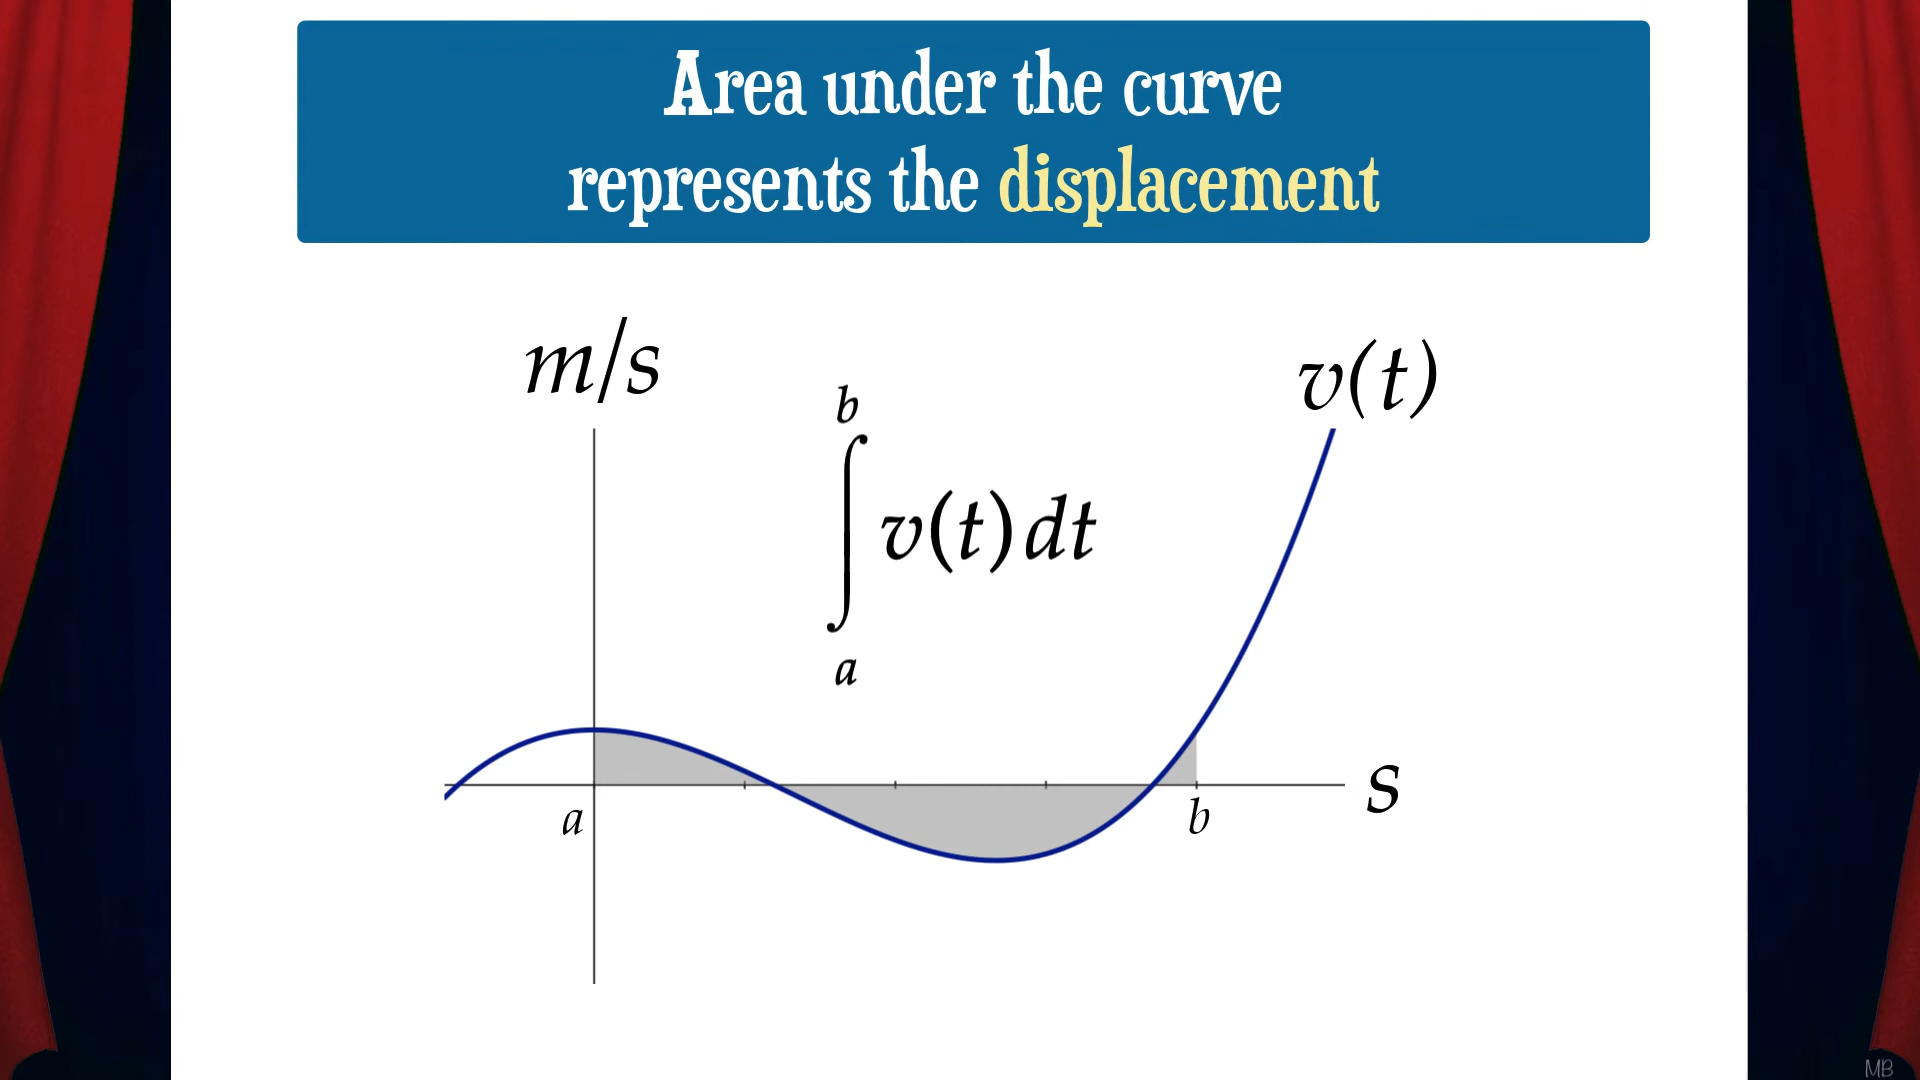 Area under the curve
represents the displacement
m/s
v(t)
b
∫ v(t) dt
a
s
a
b
MB